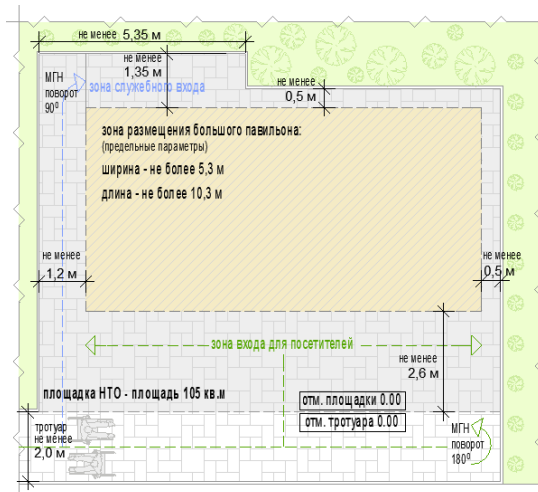 не менее 5,35 м
не менее
1,35 м
МГН
поворот
90⁰
зона служебного входа
не менее
0,5 м
зона размещения большого павильона:
(предельные параметры)
ширина - не более 5,3 м
длина - не более 10,3 м
не менее
1,2 м
не менее
0,5 м
зона входа для посетителей
не менее
2,6 м
площадка НТО - площадь 105 кв.м
отм. площадки 0.00
отм. тротуара 0.00
тротуар
не менее
2,0 м
МГН
поворот
180⁰